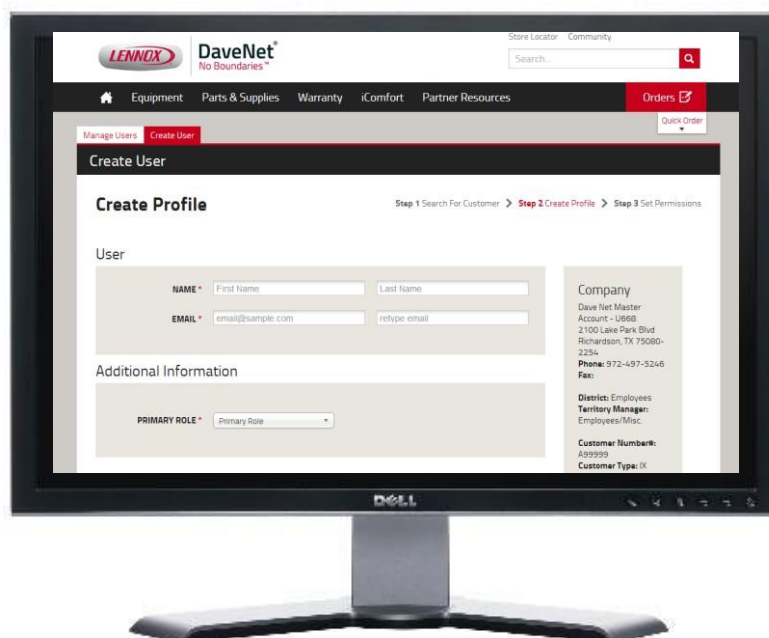 Store Locator Community
LENNOX
DaveNet®
No Boundaries™
Search...
Equipment Parts & Supplies Warranty iComfort Partner Resources Orders
Quick Order
Manage Users Create User
Create User
Create Profile
Step 1 Search For Customer > Step 2 Create Profile > Step 3 Set Permissions
User
NAME * First Name Last Name
EMAIL * email@sample.com retype email
Additional Information
PRIMARY ROLE * Primary Role
Company
Dave Net Master
Account - U668.
2100 Lake Park Blvd
Richardson, TX 75080-
2254
Phone: 972-497-5246
Fax:
District: Employees
Territory Manager:
Employees/Misc.
Customer Number#:
A99999
Customer Type: IX
DELL